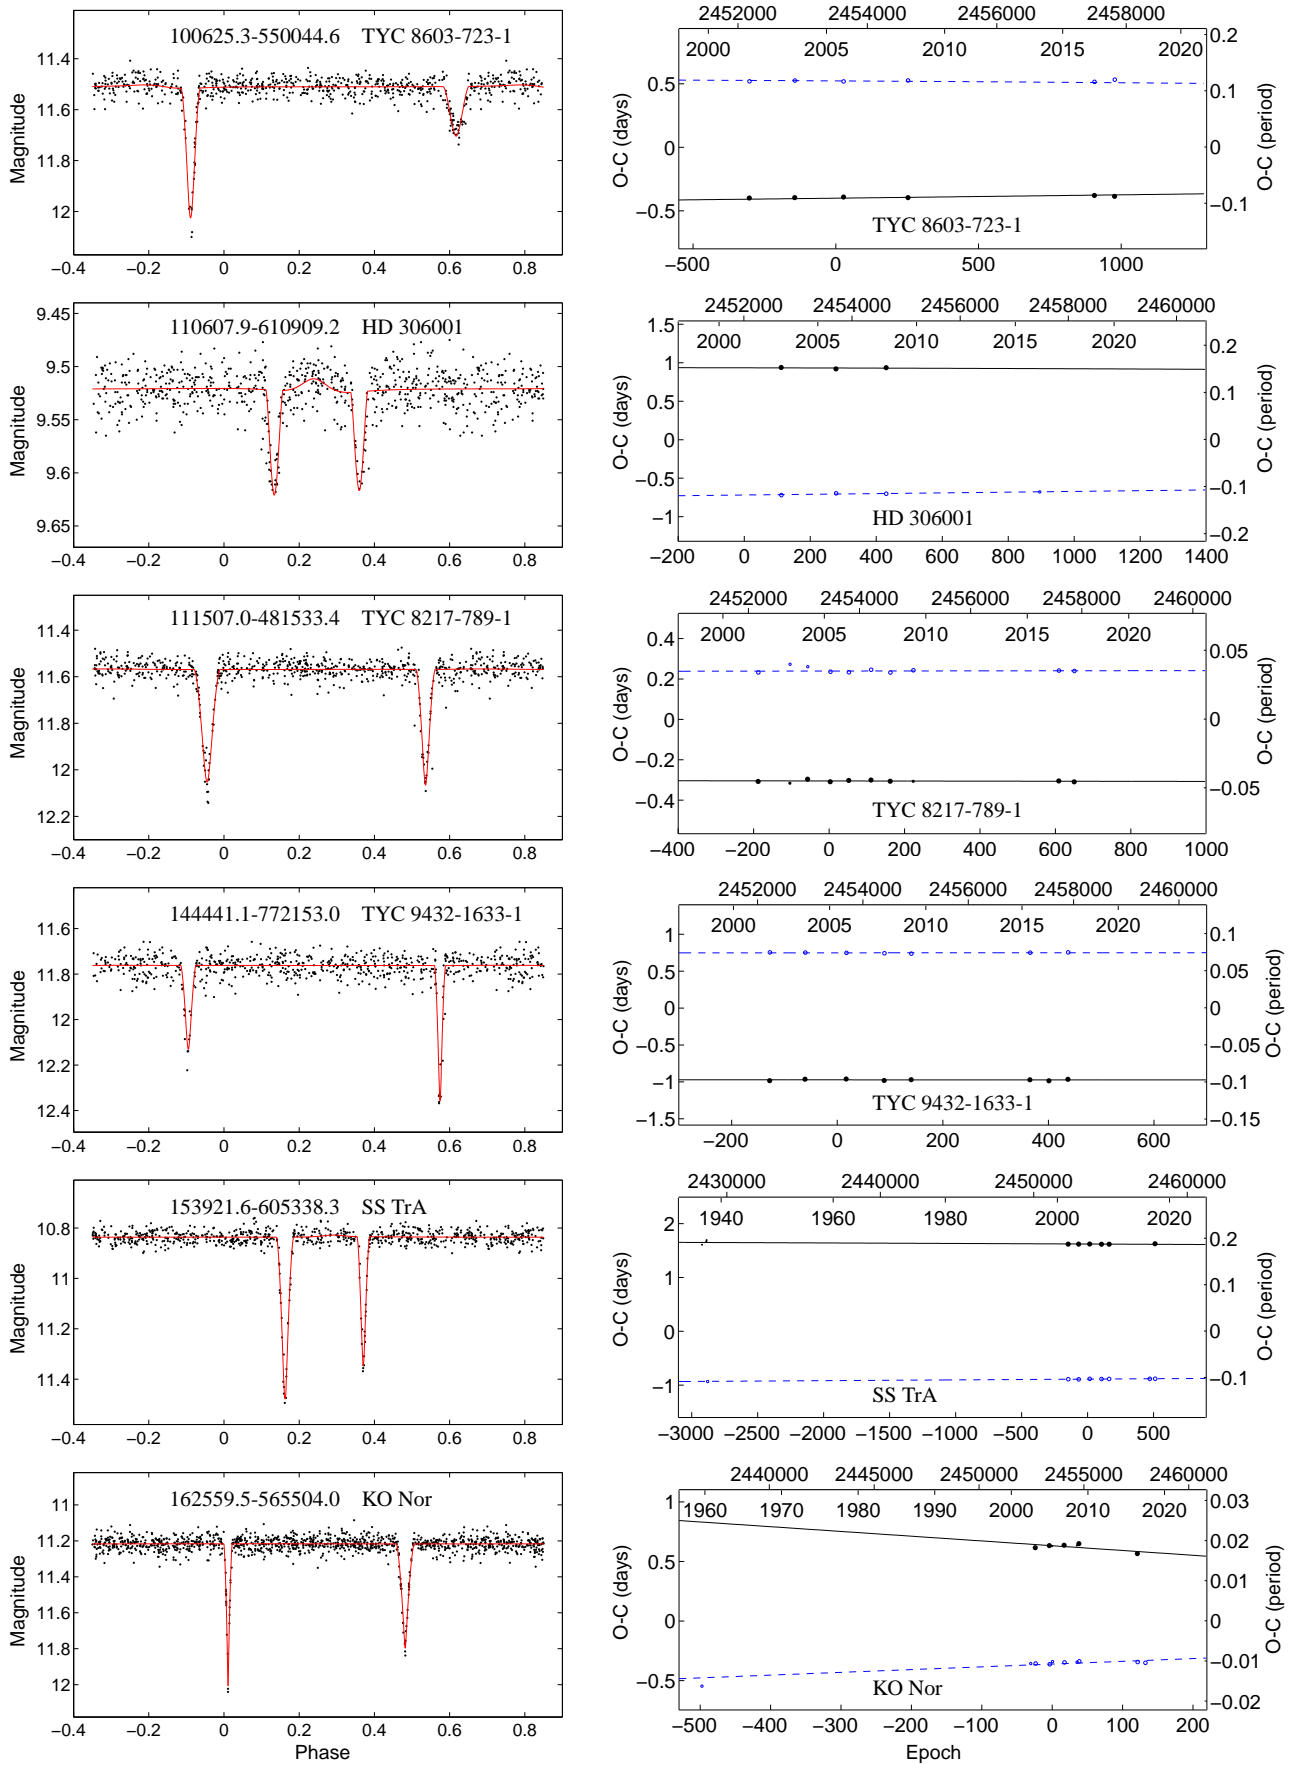 100625.3−550044.6 TYC 8603-723-1
11.4
11.6
11.8
12
Magnitude
−0.4 −0.2 0 0.2 0.4 0.6 0.8
2452000 2454000 2456000 2458000
2000 2005 2010 2015 2020
0.5
0
−0.5
O-C (days)
0.2
0.1
0
−0.1
O-C (period)
TYC 8603-723-1
−500 0 500 1000
110607.9−610909.2 HD 306001
9.45
9.5
9.55
9.6
9.65
Magnitude
−0.4 −0.2 0 0.2 0.4 0.6 0.8
2452000 2454000 2456000 2458000 2460000
2000 2005 2010 2015 2020
1.5
1
0.5
0
−0.5
−1
O-C (days)
0.2
0.1
0
−0.1
−0.2
O-C (period)
HD 306001
−200 0 200 400 600 800 1000 1200 1400
111507.0−481533.4 TYC 8217-789-1
11.4
11.6
11.8
12
12.2
Magnitude
−0.4 −0.2 0 0.2 0.4 0.6 0.8
2452000 2454000 2456000 2458000 2460000
2000 2005 2010 2015 2020
0.4
0.2
0
−0.2
−0.4
O-C (days)
0.05
0
−0.05
O-C (period)
TYC 8217-789-1
−400 −200 0 200 400 600 800 1000
144441.1−772153.0 TYC 9432-1633-1
11.6
11.8
12
12.2
12.4
Magnitude
−0.4 −0.2 0 0.2 0.4 0.6 0.8
2452000 2454000 2456000 2458000 2460000
2000 2005 2010 2015 2020
1
0.5
0
−0.5
−1
−1.5
O-C (days)
0.1
0.05
0
−0.05
−0.1
−0.15
O-C (period)
TYC 9432-1633-1
−200 0 200 400 600
153921.6−605338.3 SS TrA
10.8
11
11.2
11.4
Magnitude
−0.4 −0.2 0 0.2 0.4 0.6 0.8
2430000 2440000 2450000 2460000
1940 1960 1980 2000 2020
2
1
0
−1
O-C (days)
0.2
0.1
0
−0.1
O-C (period)
SS TrA
−3000 −2500 −2000 −1500 −1000 −500 0 500
162559.5−565504.0 KO Nor
11
11.2
11.4
11.6
11.8
12
Magnitude
−0.4 −0.2 0 0.2 0.4 0.6 0.8
Phase
2440000 2445000 2450000 2455000 2460000
1960 1970 1980 1990 2000 2010 2020
1
0.5
0
−0.5
O-C (days)
0.03
0.02
0.01
0
−0.01
−0.02
O-C (period)
KO Nor
−500 −400 −300 −200 −100 0 100 200
Epoch